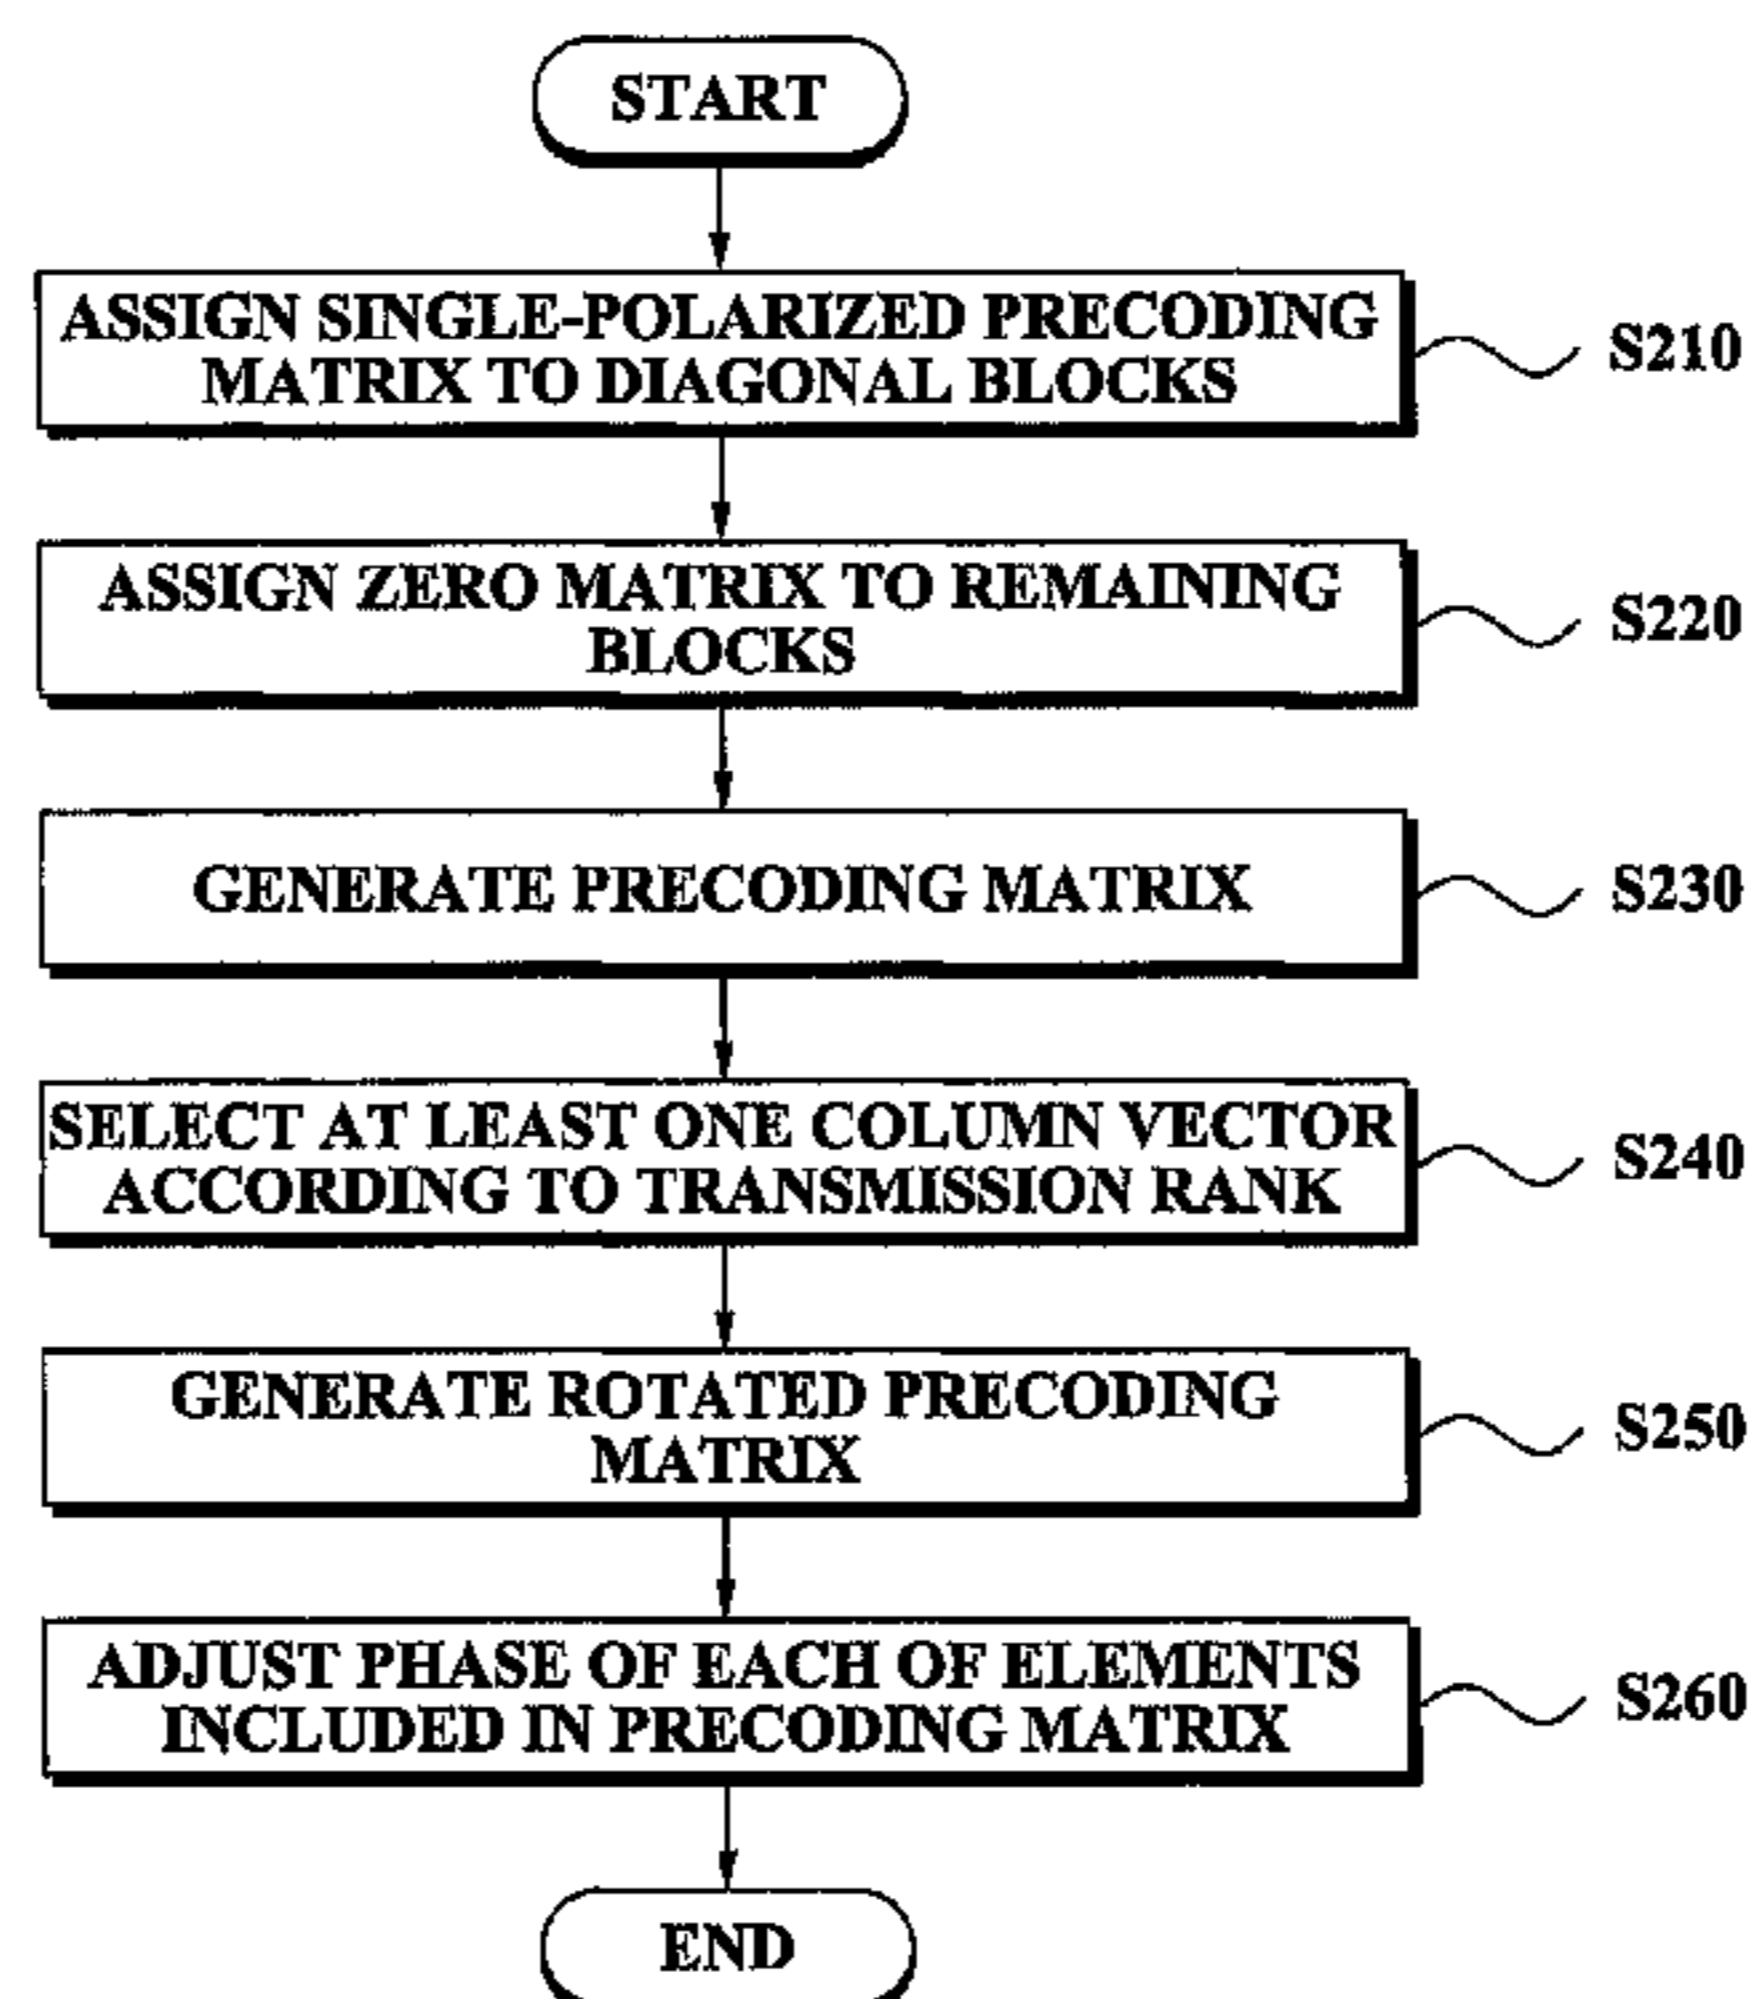 START
ASSIGN SINGLE-POLARIZED PRECODING
MATRIX TO DIAGONAL BLOCKS
S210
ASSIGN ZERO MATRIX TO REMAINING
BLOCKS
S220
GENERATE PRECODING MATRIX
S230
SELECT AT LEAST ONE COLUMN VECTOR
ACCORDING TO TRANSMISSION RANK
S240
GENERATE ROTATED PRECODING
MATRIX
S250
ADJUST PHASE OF EACH OF ELEMENTS
INCLUDED IN PRECODING MATRIX
S260
END